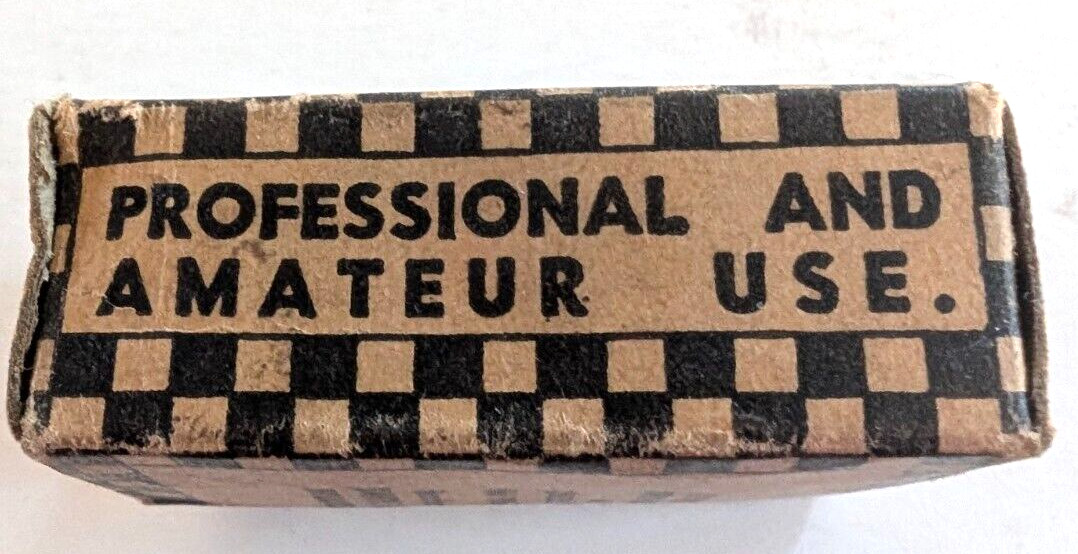 PROFESSIONAL AND
AMATEUR USE.